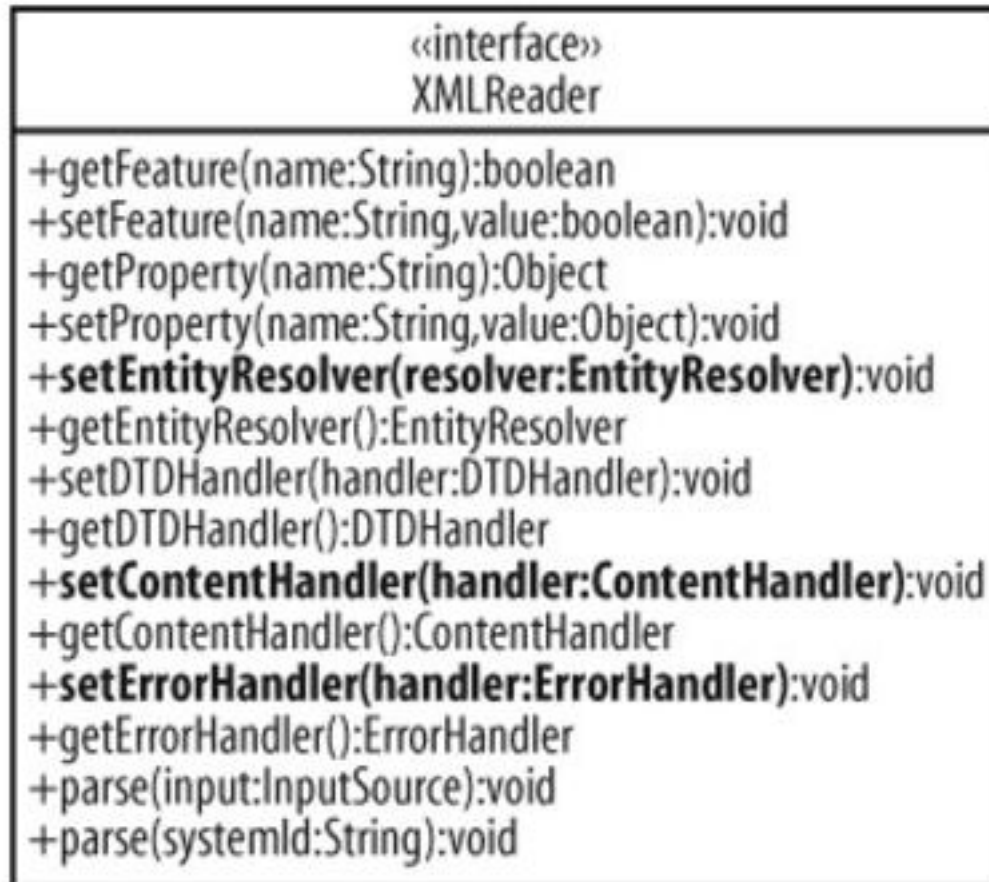 «interface»
XMLReader
+getFeature(name:String):boolean
+setFeature(name:String,value:boolean):void
+getProperty(name:String):Object
+setProperty(name:String,value:Object):void
+setEntityResolver(resolver:EntityResolver):void
+getEntityResolver():EntityResolver
+setDTDHandler(handler:DTDHandler):void
+getDTDHandler():DTDHandler
+setContentHandler(handler:ContentHandler):void
+getContentHandler():ContentHandler
+setErrorHandler(handler:ErrorHandler):void
+getErrorHandler():ErrorHandler
+parse(input:InputSource):void
+parse(systemId:String):void